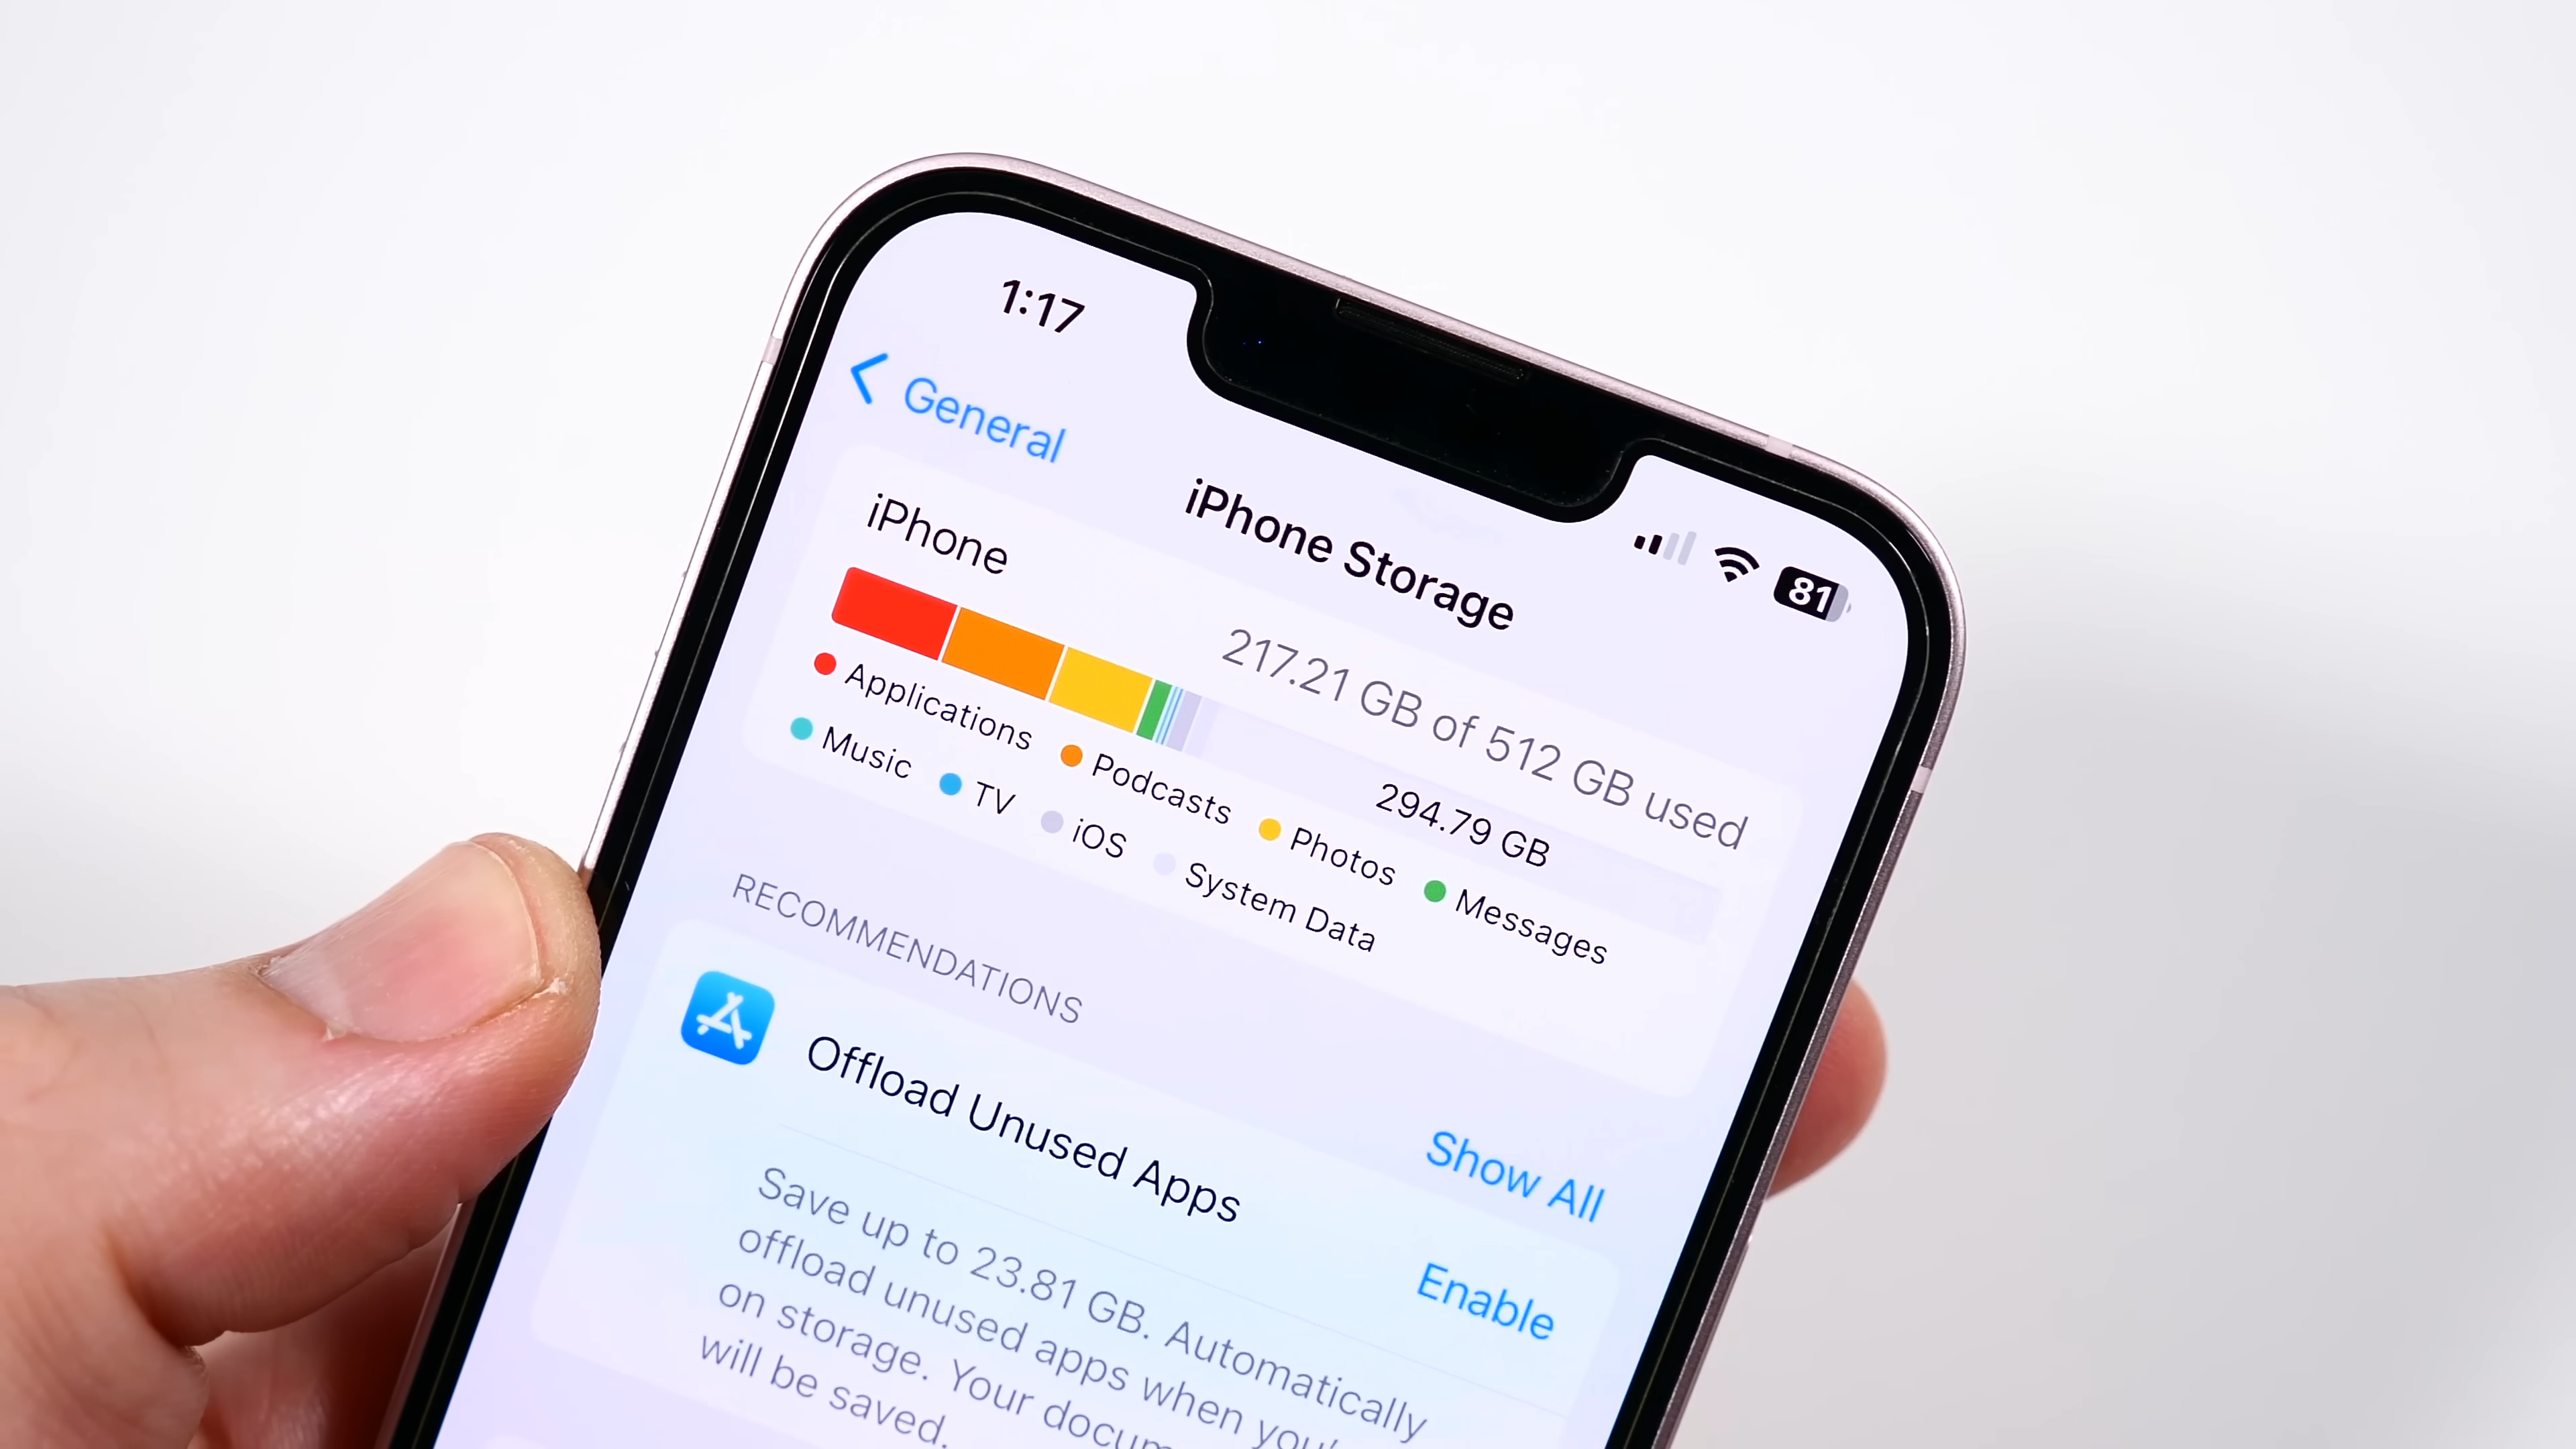 1:17
81
General
iPhone Storage
iPhone
217.21 GB of 512 GB used
294.79 GB
Applications Podcasts Photos Messages
Music TV iOS System Data
RECOMMENDATIONS
Show All
Offload Unused Apps
Enable
Save up to 23.81 GB. Automatically
offload unused apps when
on storage. Your
will be saved.